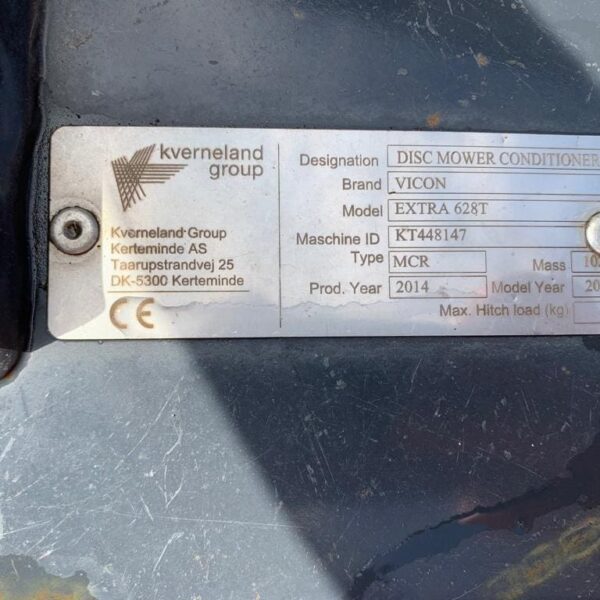 kverneland
group
Kverneland Group
Kerteminde AS
Taarupstrandvej 25
DK-5300 Kerteminde
CE
Designation DISC MOWER CONDITIONER
Brand VICON
Model EXTRA 628T
Maschine ID KT448147
Type MCR Mass
Prod. Year 2014 Model Year 20
Max. Hitch load (kg)